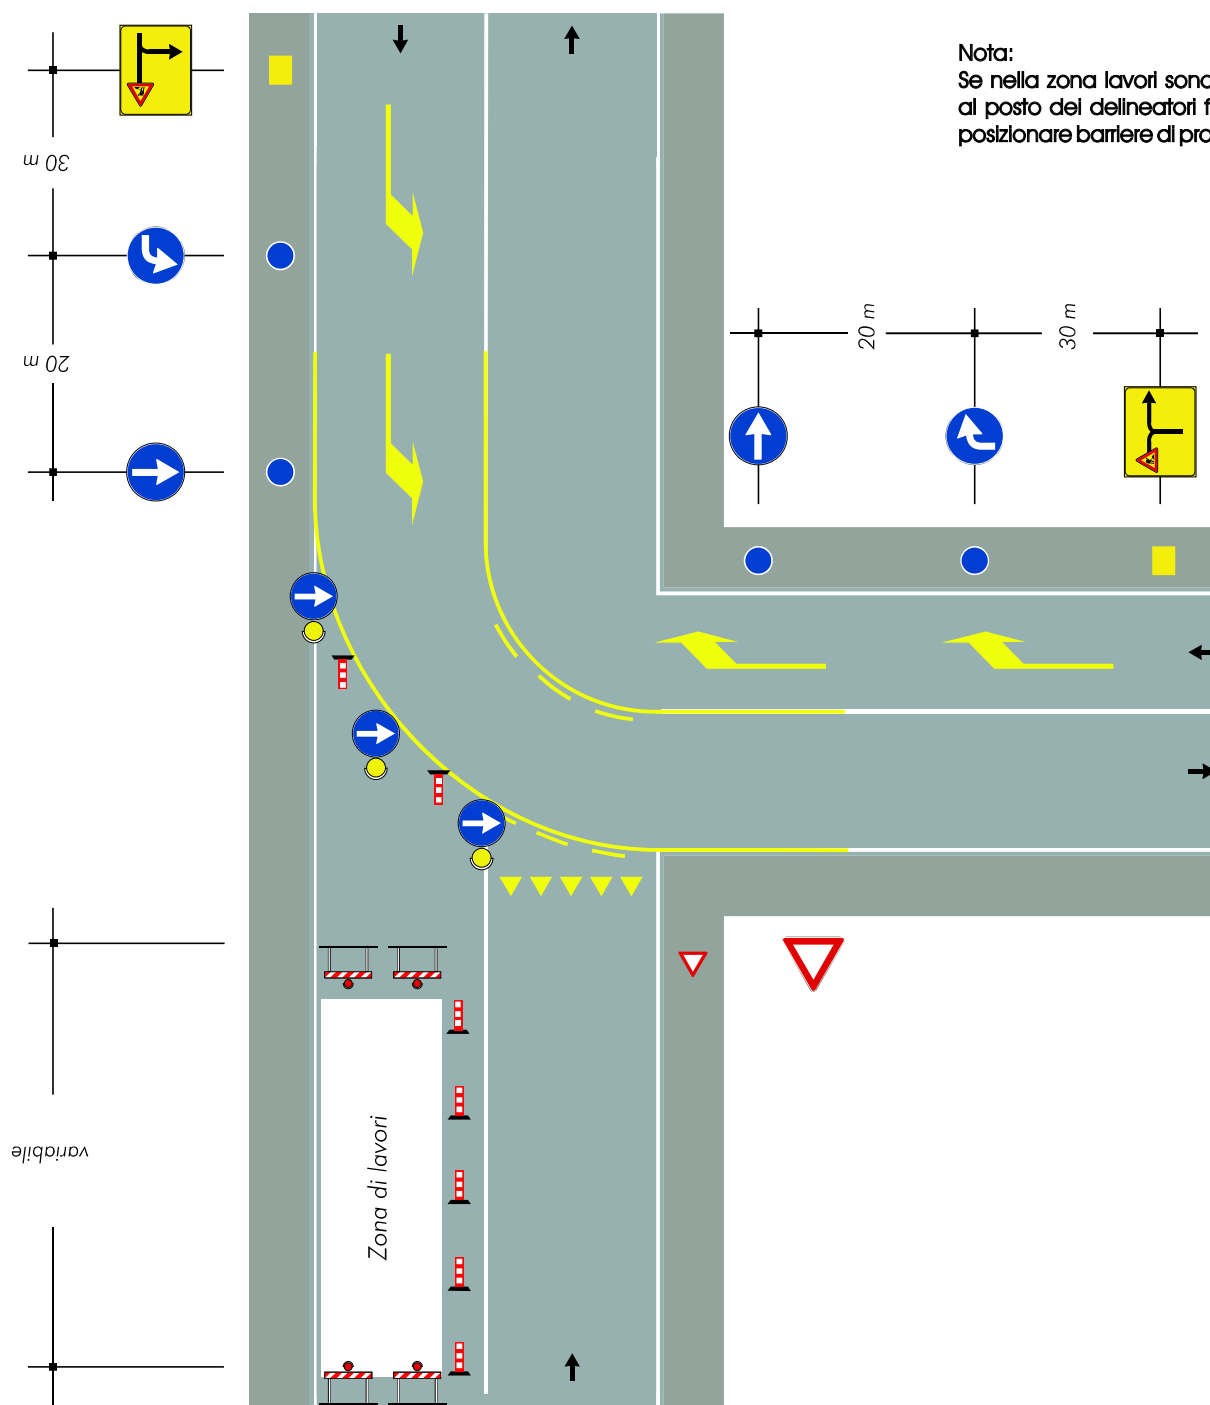 Nota:
Se nella zona lavori sono
al posto dei delineatori f
posizionare barriere di pro
30 m
20 m
20 m
30 m
variabile
Zona di lavori